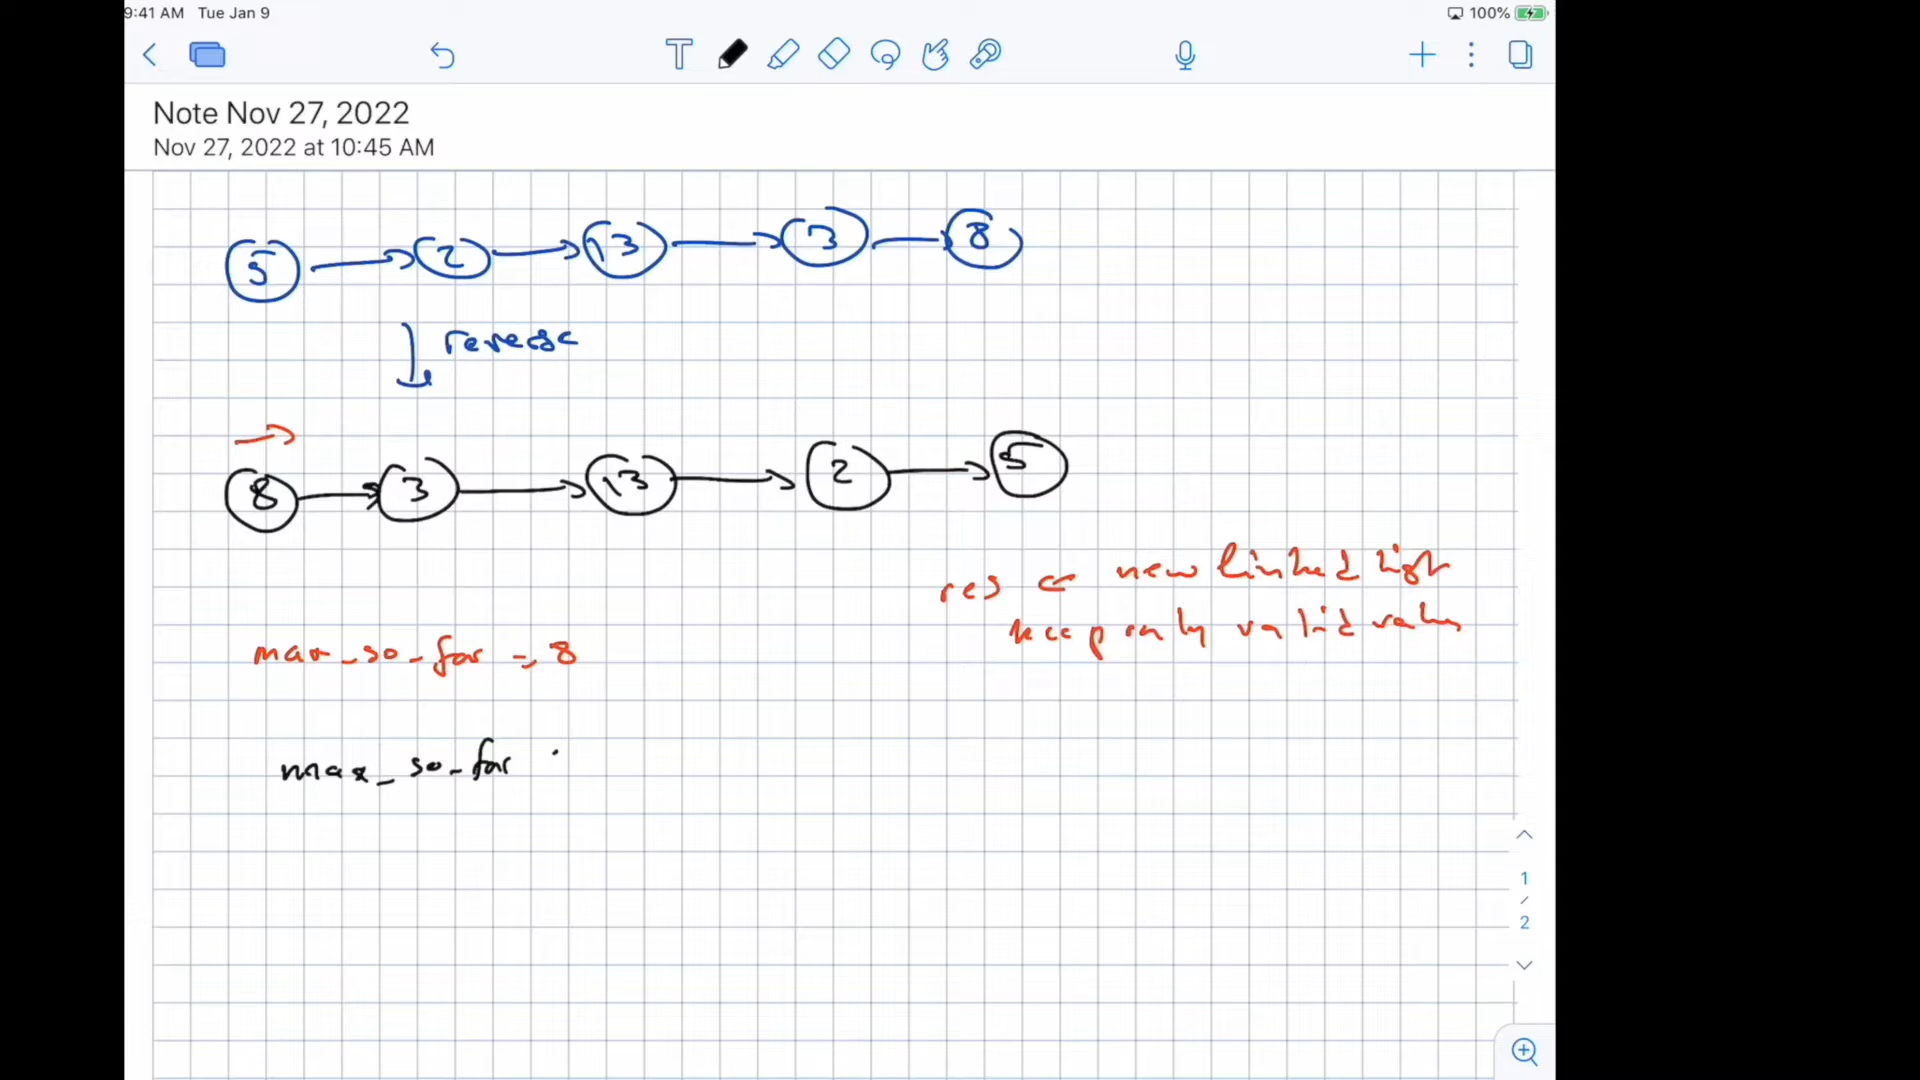 9:41 AM Tue Jan 9 100%
Note Nov 27, 2022
Nov 27, 2022 at 10:45 AM
5 2 13 3 8
reverse
8 3 13 2 5
res ← new linked list
keep only valid values
max_so_far = 8
max_so_far
1
/
2